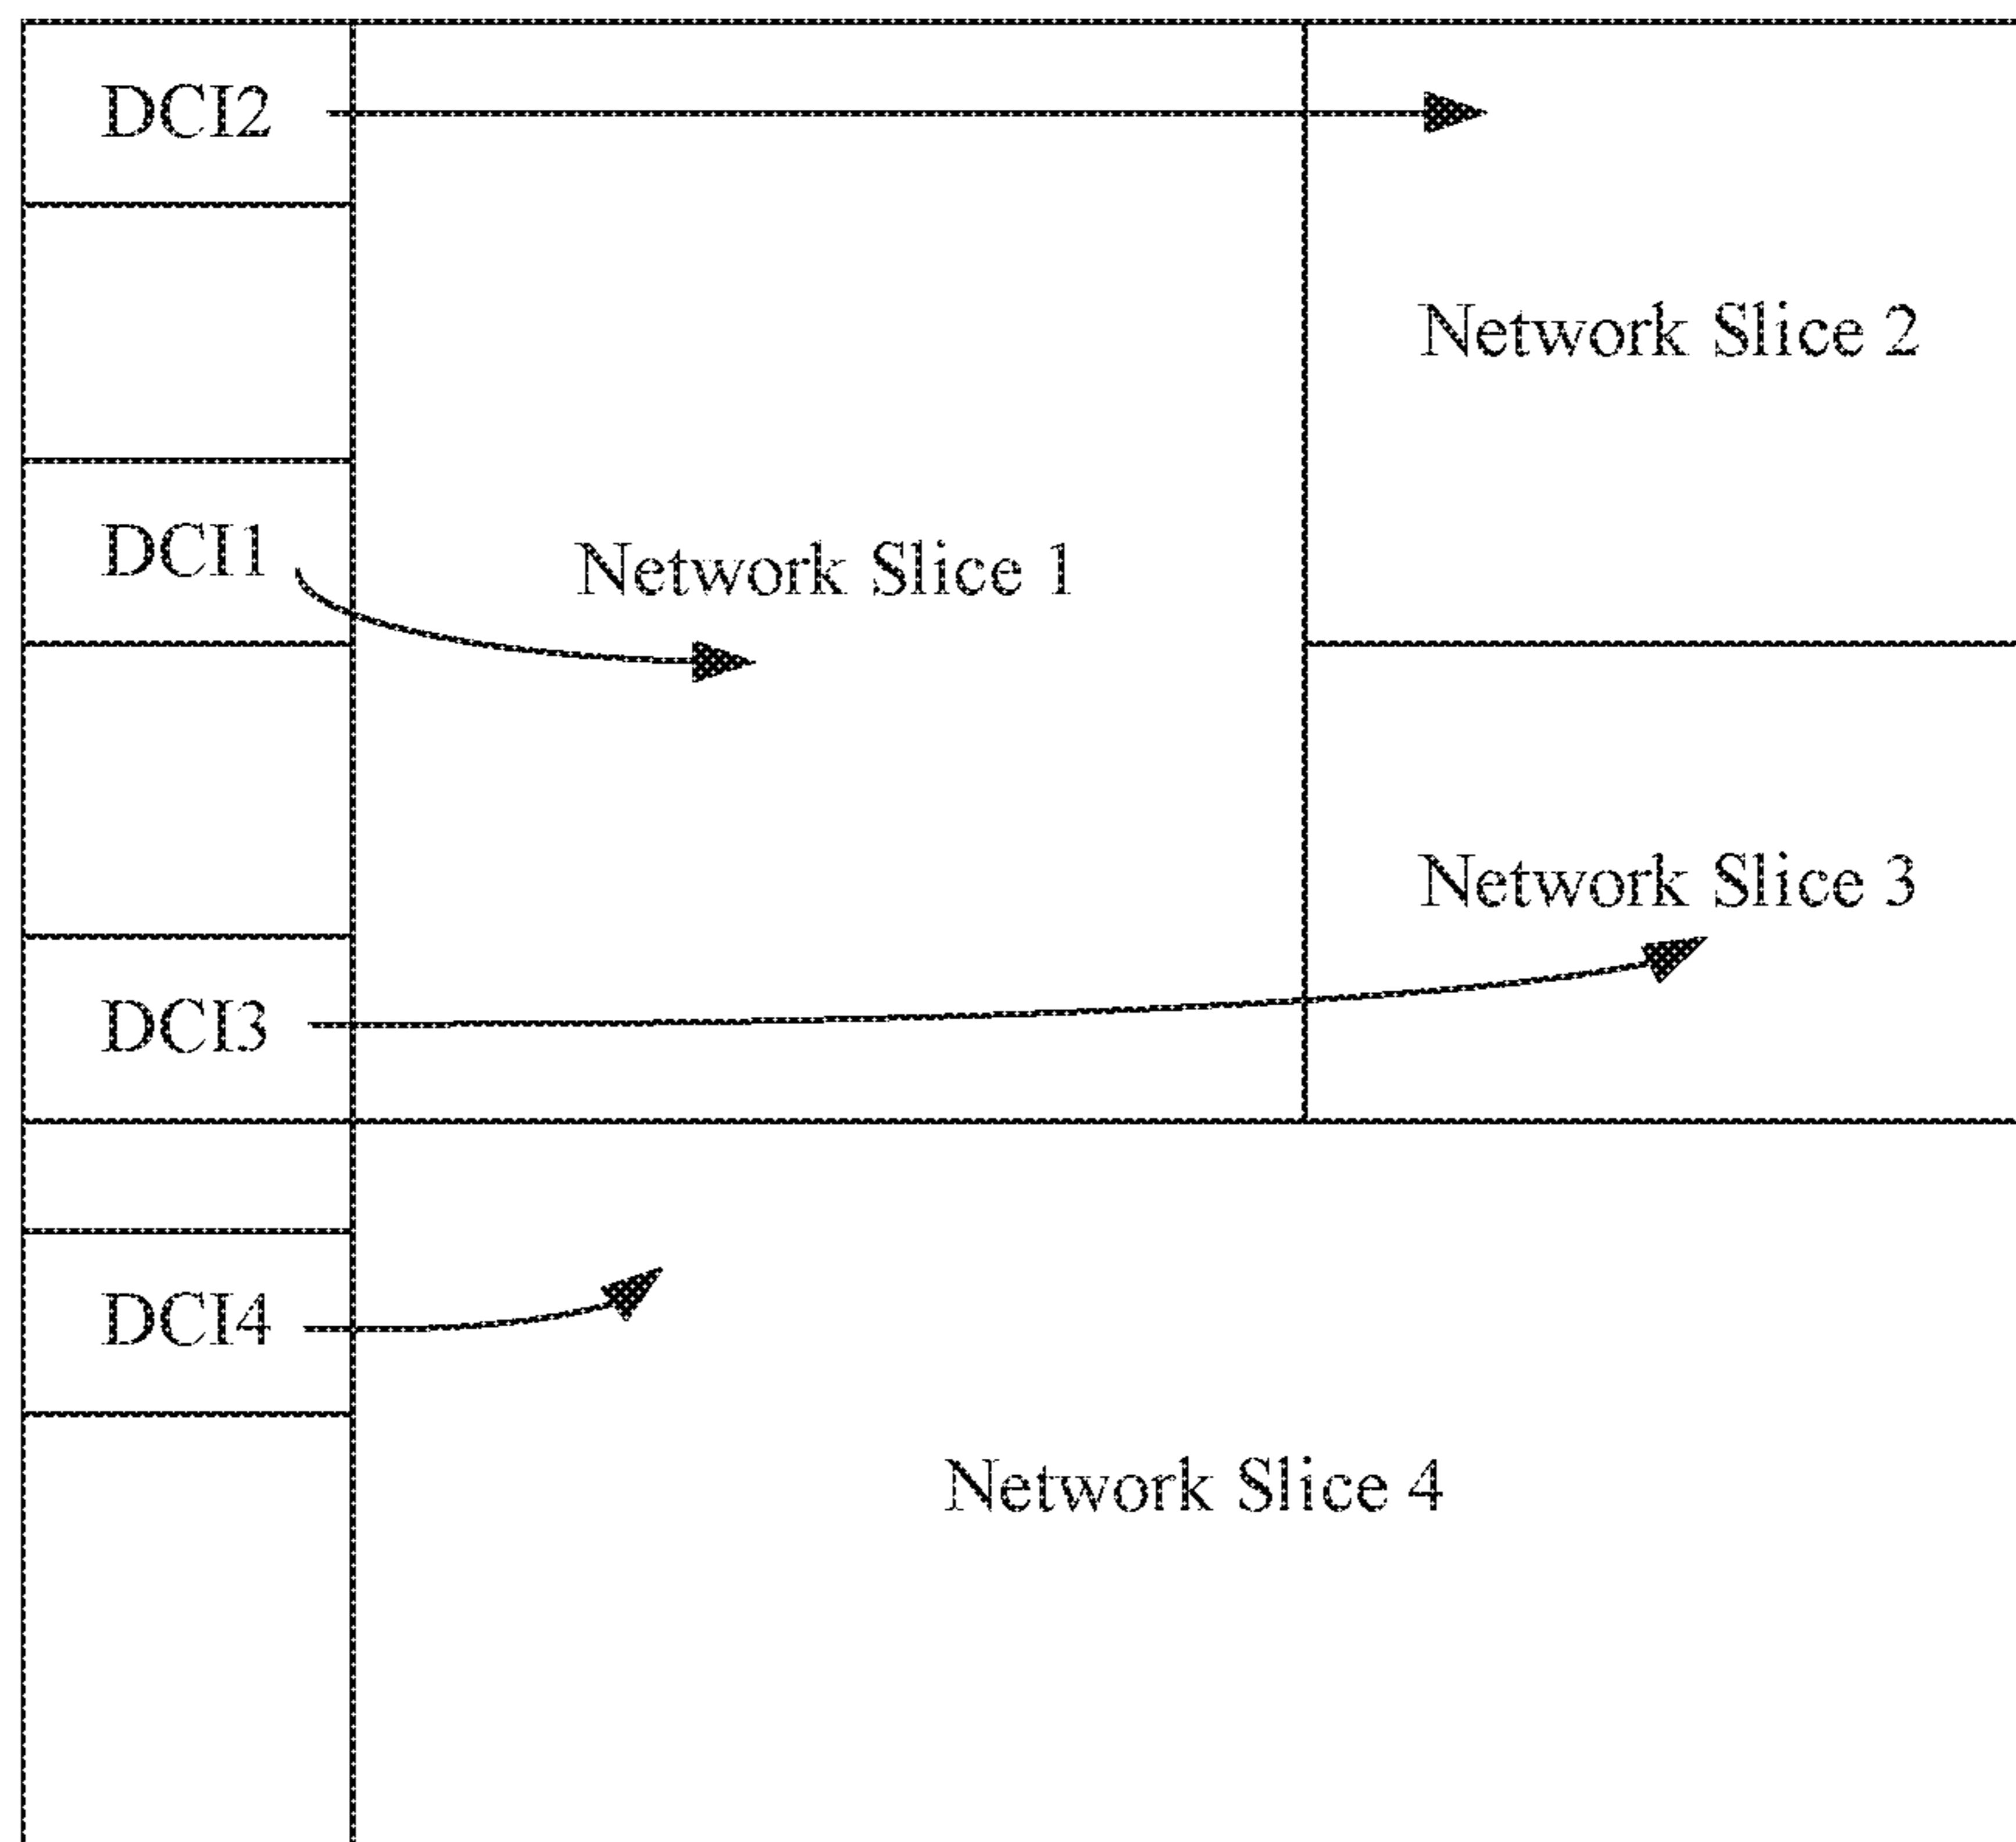 DCI2
Network Slice 2
DCI1
Network Slice 1
Network Slice 3
DCI3
DCI4
Network Slice 4